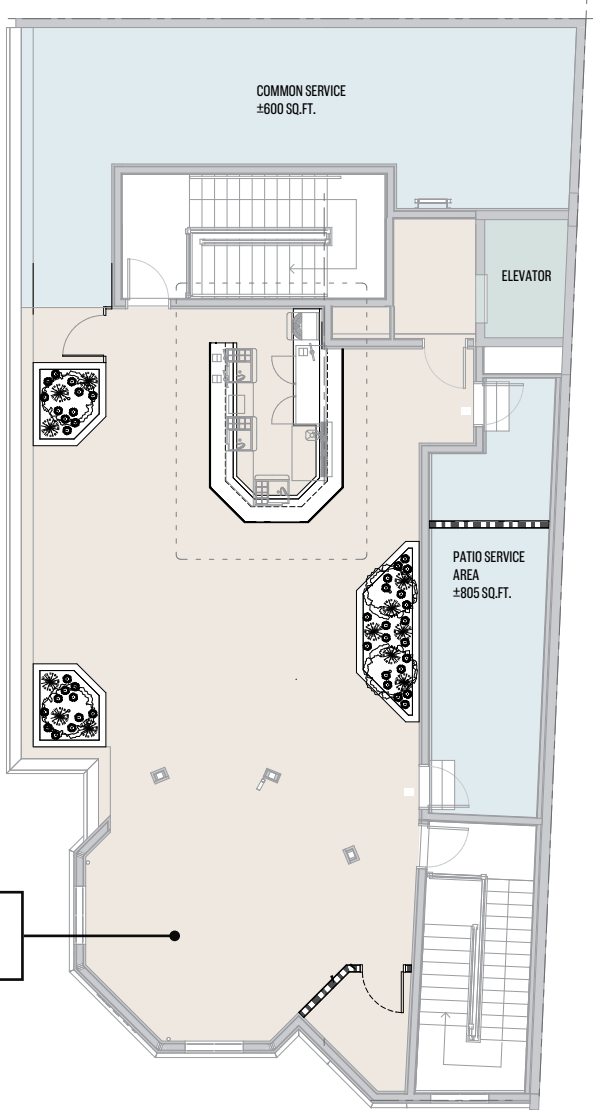 COMMON SERVICE
±600 SQ.FT.
ELEVATOR
PATIO SERVICE
AREA
±805 SQ.FT.